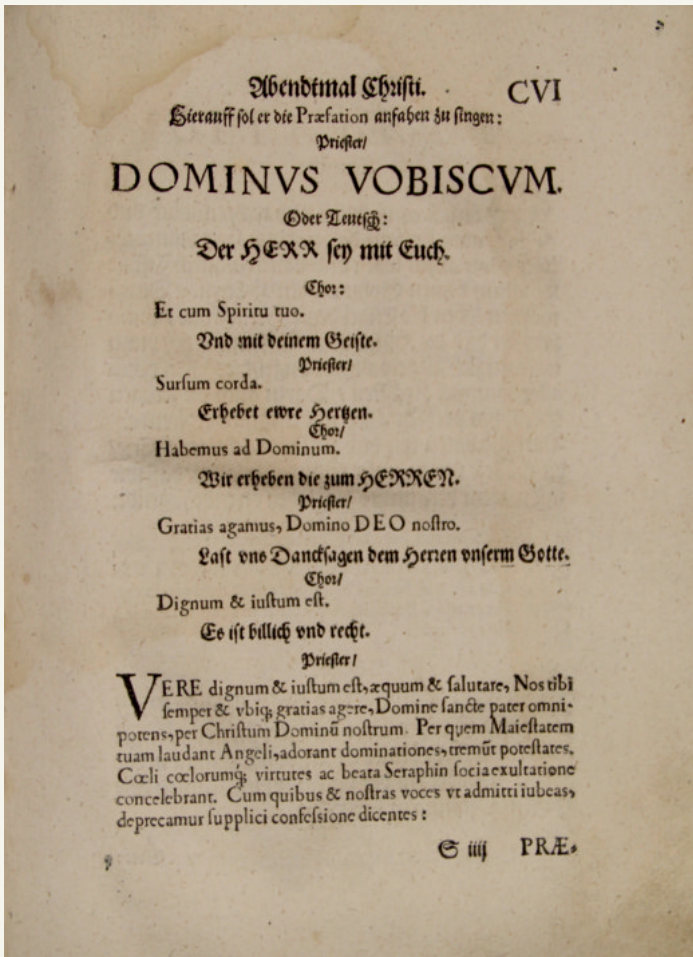 Abendtmal Christi. CVI
Hierauff sol er die Præfation anfahen zu singen:
Priester/
DOMINVS VOBISCVM.
Oder Teutsch:
Der HERR sey mit Euch.
Chor:
Et cum Spiritu tuo.
Vnd mit deinem Geiste.
Priester/
Surſum corda.
Erhebet ewre Hertzen.
Chor/
Habemus ad Dominum.
Wir erheben die zum HERREN.
Priester/
Gratias agamus, Domino DEO noſtro.
Laſt vns Danckſagen dem Herren vnſerm Gotte.
Chor/
Dignum & iuſtum eſt.
Es iſt billich vnd recht.
Prieſter/
VERE dignum & iuſtum eſt, æquum & ſalutare, Nos tibi
ſemper & vbiq; gratias agere, Domine ſancte pater omni-
potens, per Chriſtum Dominū noſtrum. Per quem Maieſtatem
tuam laudant Angeli, adorant dominationes, tremūt poteſtates.
Cœli cœlorumq́; virtutes ac beata Seraphin ſocia exultatione
concelebrant. Cum quibus & noſtras voces vt admitti iubeas,
deprecamur ſupplici confeſsione dicentes:
S iiij PRÆ-